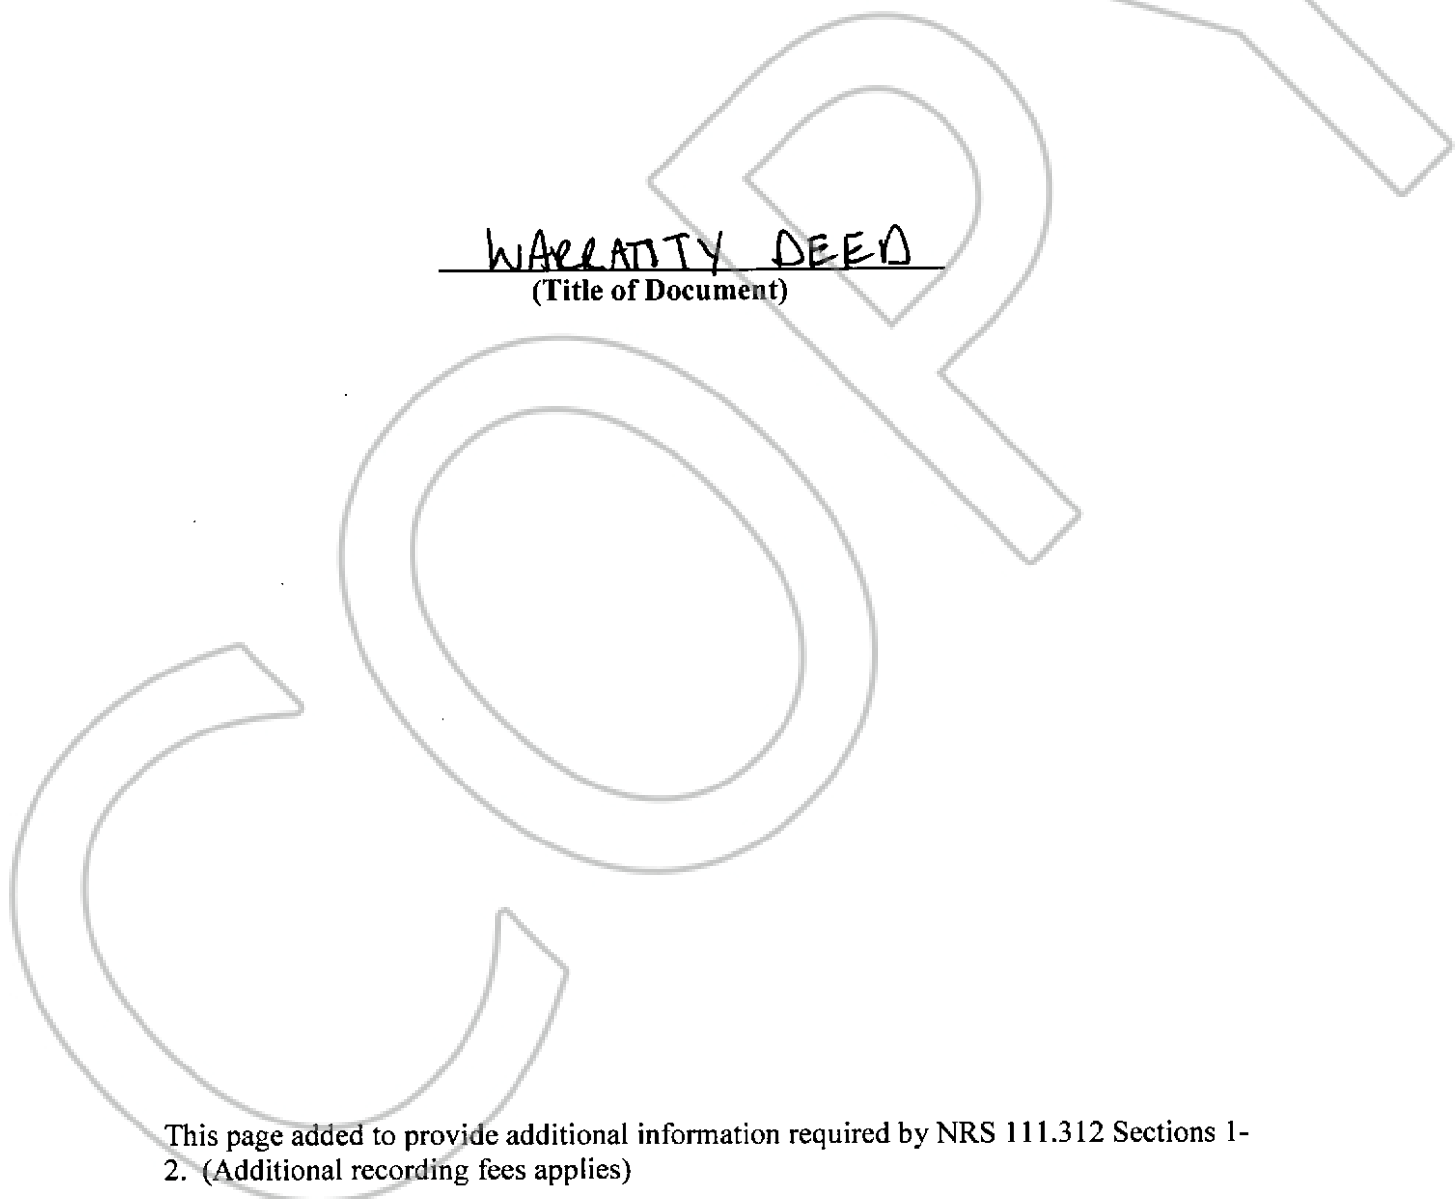 WARRANTY DEED
(Title of Document)
COPY
This page added to provide additional information required by NRS 111.312 Sections 1-
2. (Additional recording fees applies)